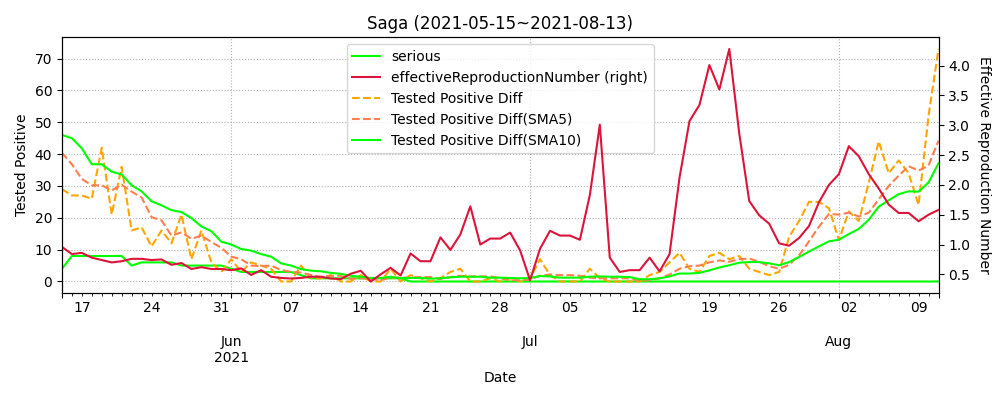 Saga (2021-05-15~2021-08-13)
serious
effectiveReproductionNumber (right)
Tested Positive Diff
Tested Positive Diff(SMA5)
Tested Positive Diff(SMA10)
Tested Positive
70
60
50
40
30
20
10
0
Effective Reproduction Number
4.0
3.5
3.0
2.5
2.0
1.5
1.0
0.5
17 24 31 07 14 21 28 05 12 19 26 02 09
Jun Jul Aug
2021
Date